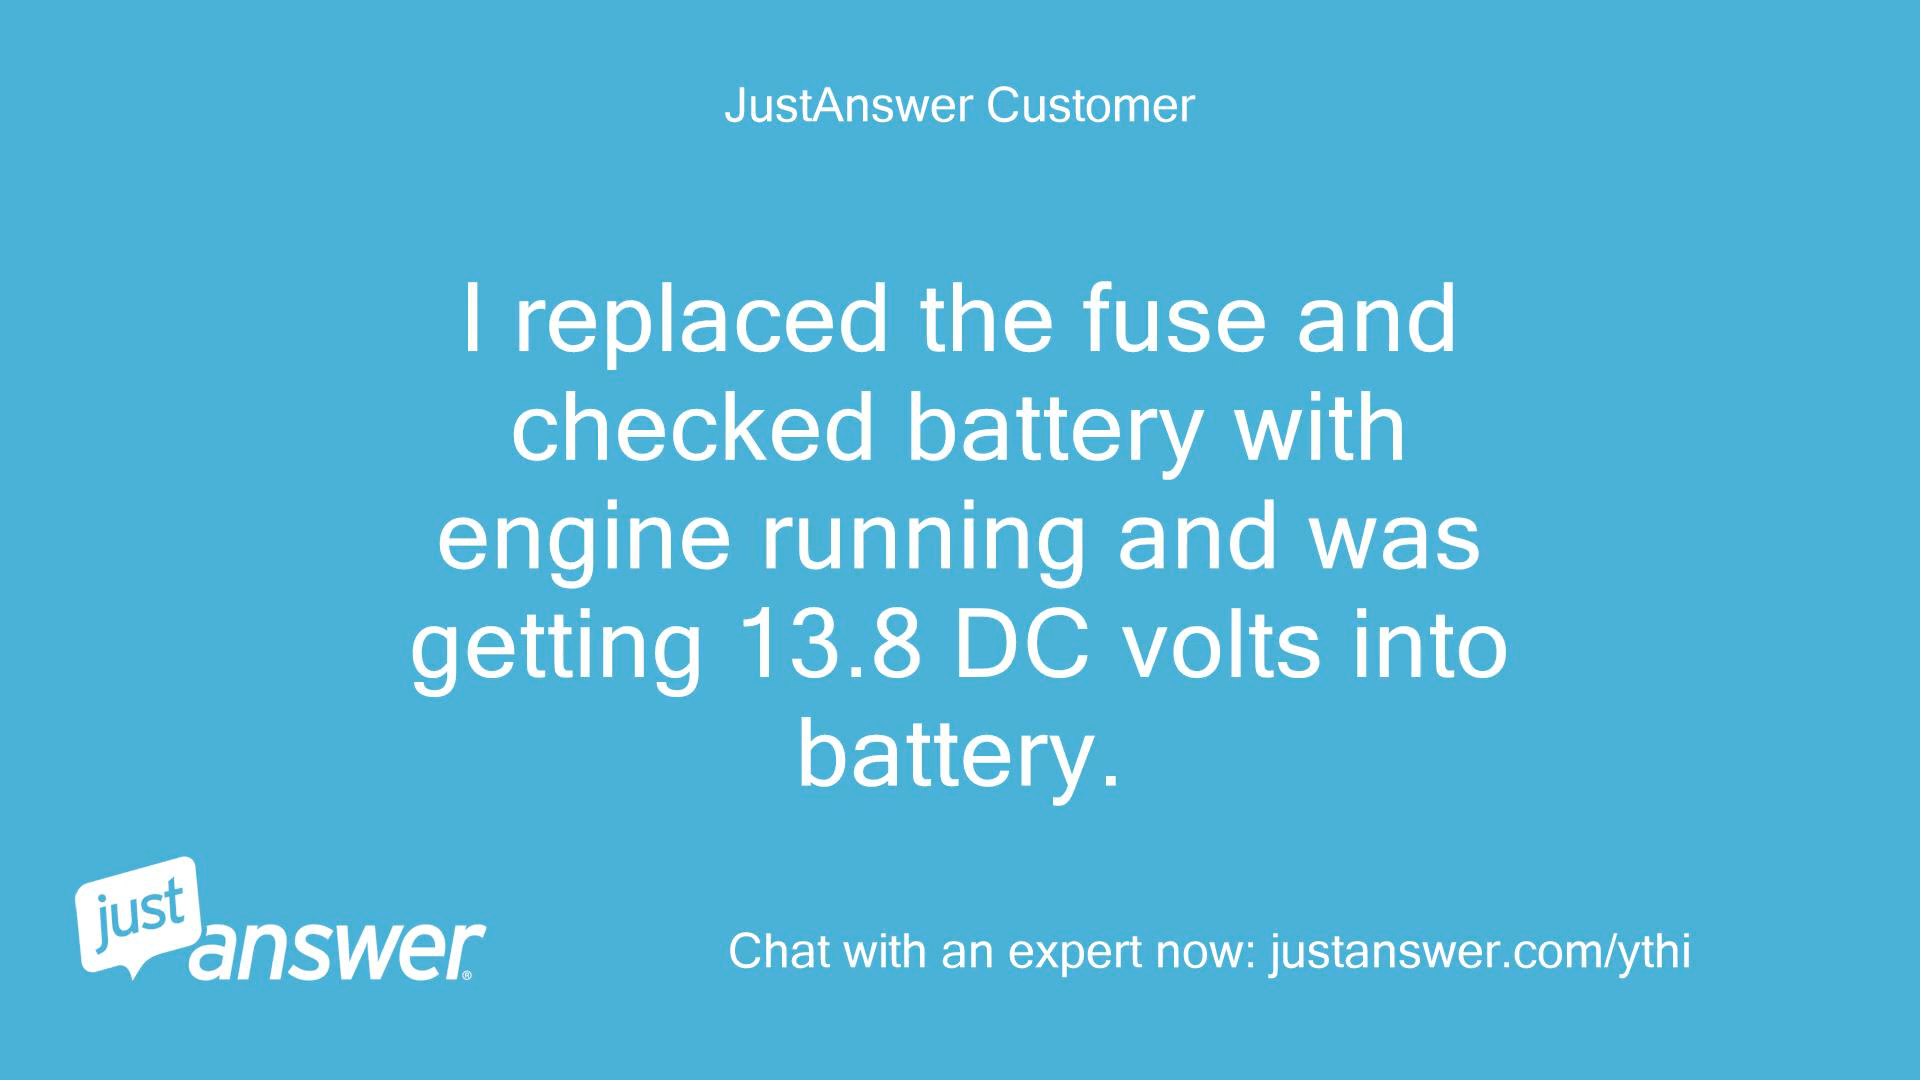 JustAnswer Customer
I replaced the fuse and
checked battery with
engine running and was
getting 13.8 DC volts into
battery.
just
answer®
Chat with an expert now: justanswer.com/ythi